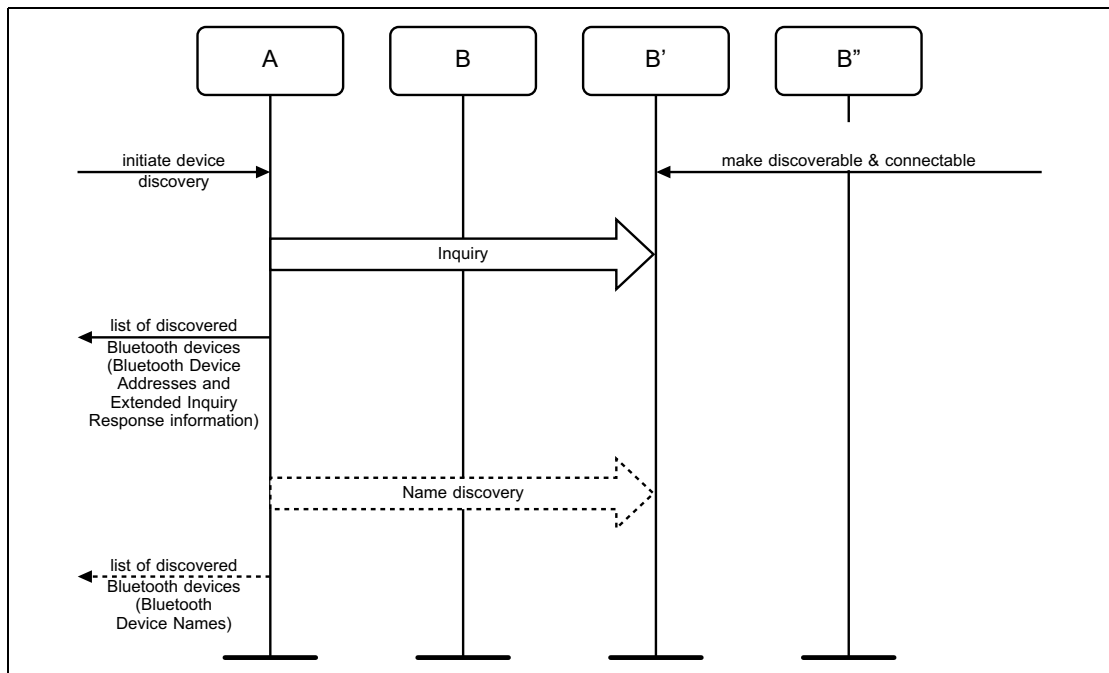 A
B
B’
B”
initiate device
discovery
make discoverable & connectable
Inquiry
list of discovered
Bluetooth devices
(Bluetooth Device
Addresses and
Extended Inquiry
Response information)
Name discovery
list of discovered
Bluetooth devices
(Bluetooth
Device Names)